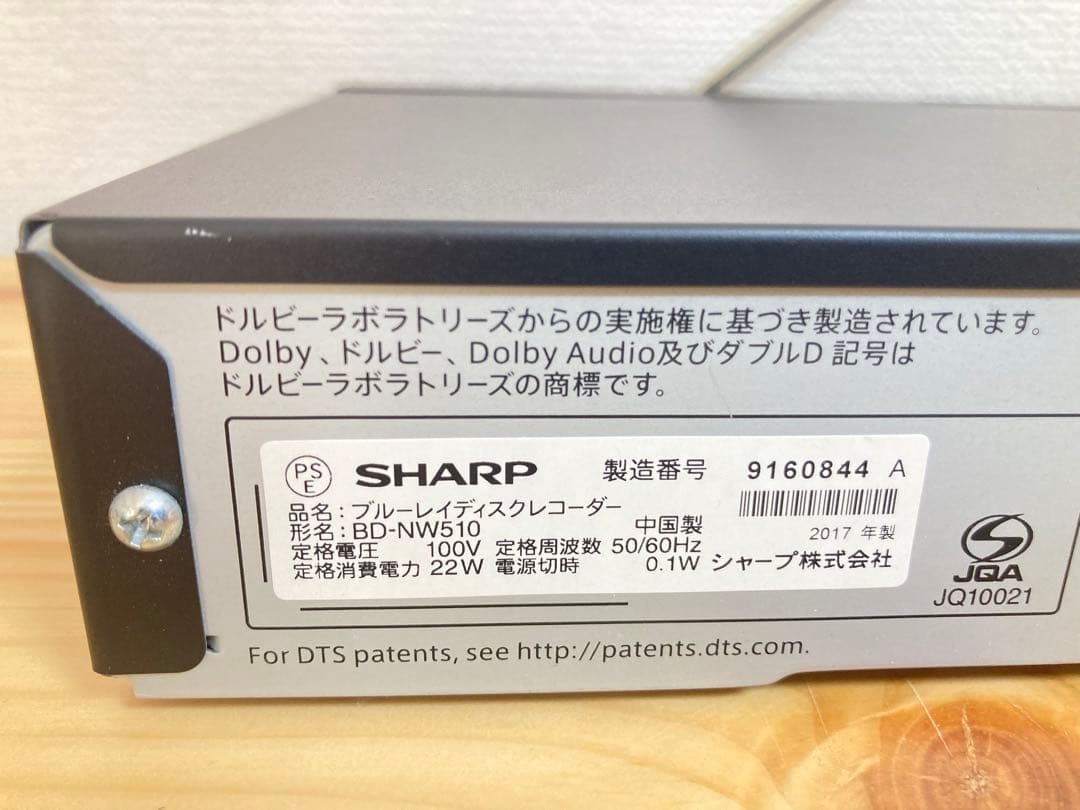 ドルビーラボラトリーズからの実施権に基づき製造されています。
Dolby、ドルビー、Dolby Audio及びダブルD 記号は
ドルビーラボラトリーズの商標です。
PS
E
SHARP 製造番号 9160844 A
品名:ブルーレイディスクレコーダー
形名:BD-NW510 中国製 2017 年製
定格電圧 100V 定格周波数 50/60Hz
定格消費電力 22W 電源切時 0.1W シャープ株式会社
JQA
JQ10021
For DTS patents, see http://patents.dts.com.